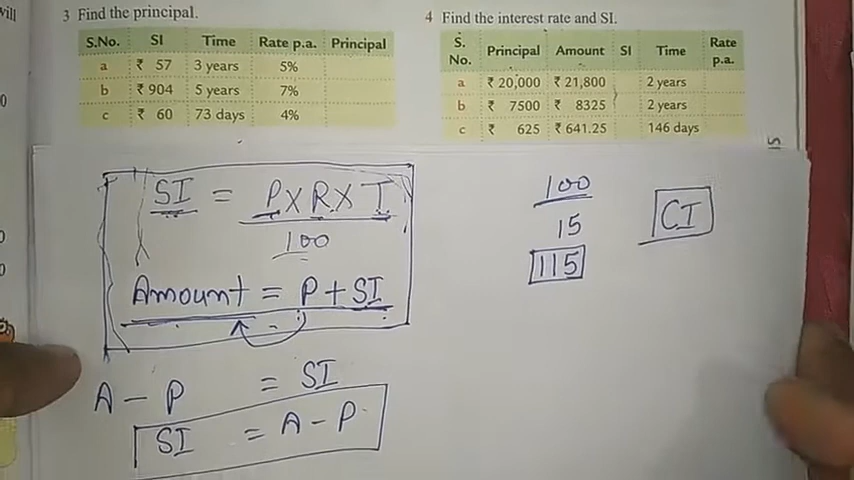 will
3 Find the principal.
S.No. SI Time Rate p.a. Principal
a ₹ 57 3 years 5%
b ₹ 904 5 years 7%
c ₹ 60 73 days 4%
4 Find the interest rate and SI.
S. No. Principal Amount SI Time Rate p.a.
a ₹ 20,000 ₹ 21,800 2 years
b ₹ 7500 ₹ 8325 2 years
c ₹ 625 ₹ 641.25 146 days
SI = P×R×T
100
Amount = P + SI
A - P = SI
SI = A - P
100
15
115
CI